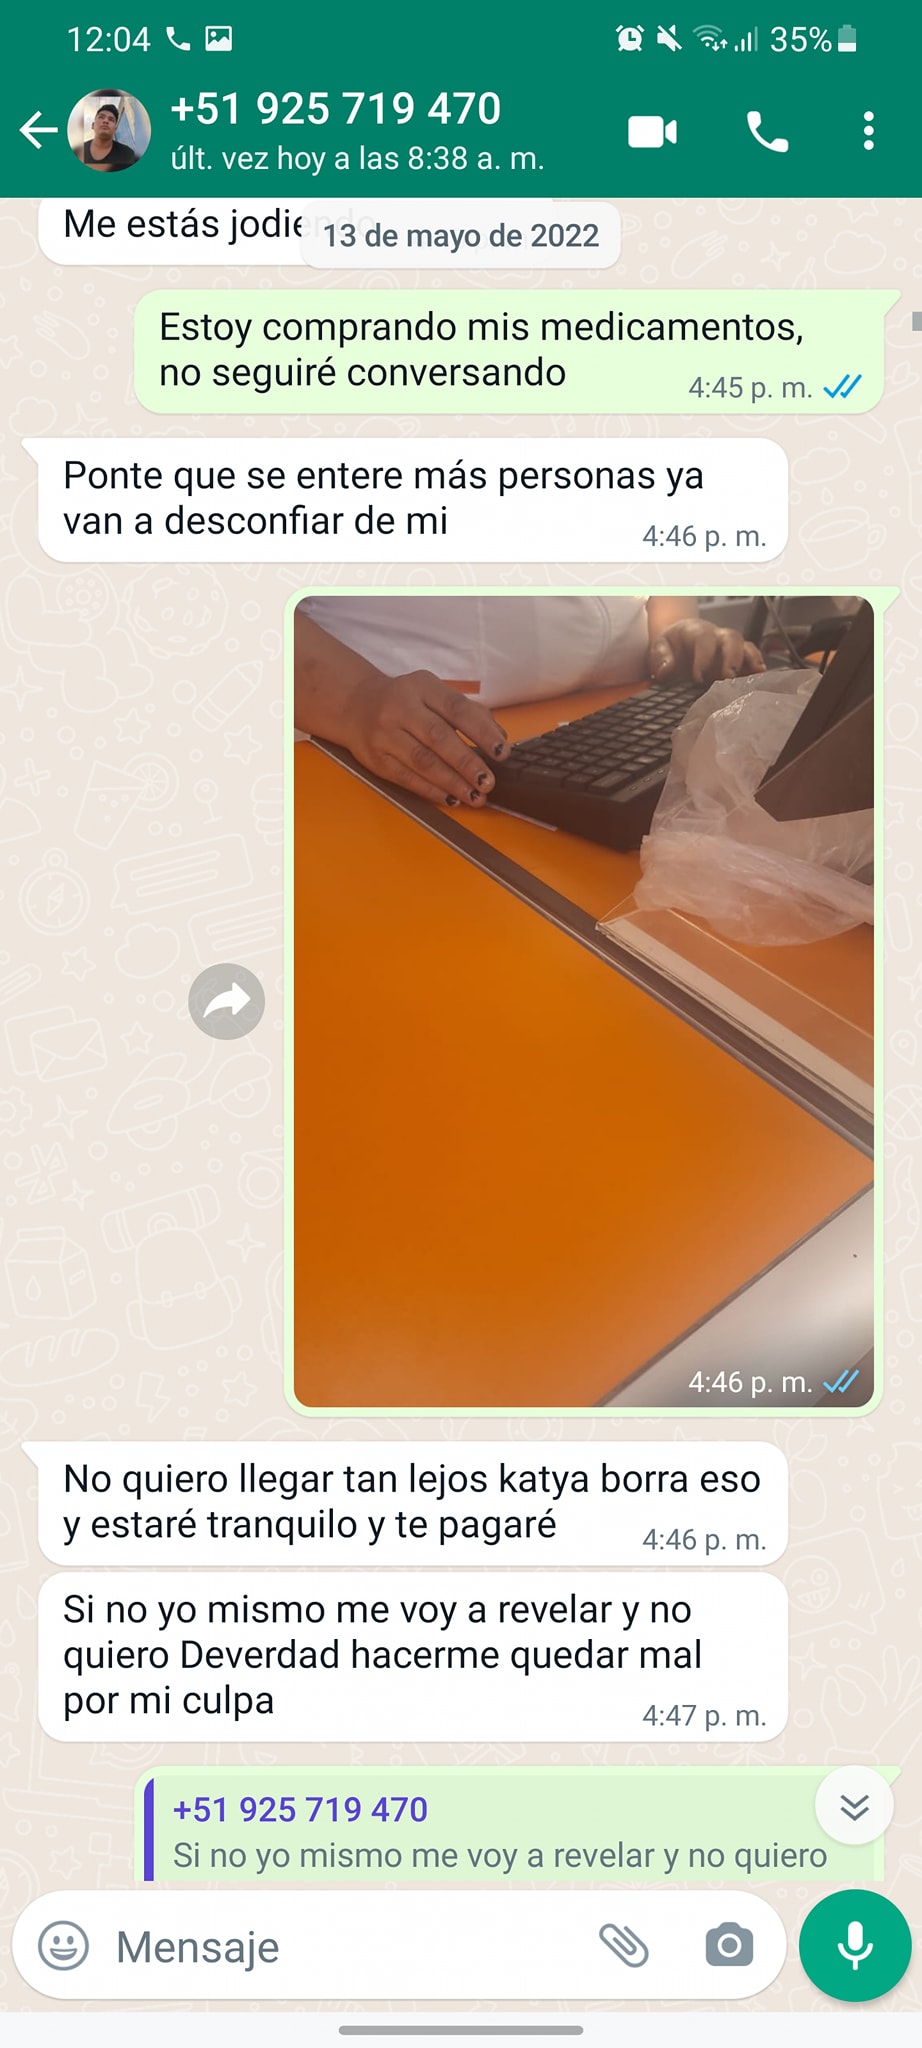 12:04
35%
+51 925 719 470
últ. vez hoy a las 8:38 a. m.
Me estás jodiendo
13 de mayo de 2022
Estoy comprando mis medicamentos,
no seguiré conversando
4:45 p. m.
Ponte que se entere más personas ya
van a desconfiar de mi
4:46 p. m.
4:46 p. m.
No quiero llegar tan lejos katya borra eso
y estaré tranquilo y te pagaré
4:46 p. m.
Si no yo mismo me voy a revelar y no
quiero Deverdad hacerme quedar mal
por mi culpa
4:47 p. m.
+51 925 719 470
Si no yo mismo me voy a revelar y no quiero
Mensaje